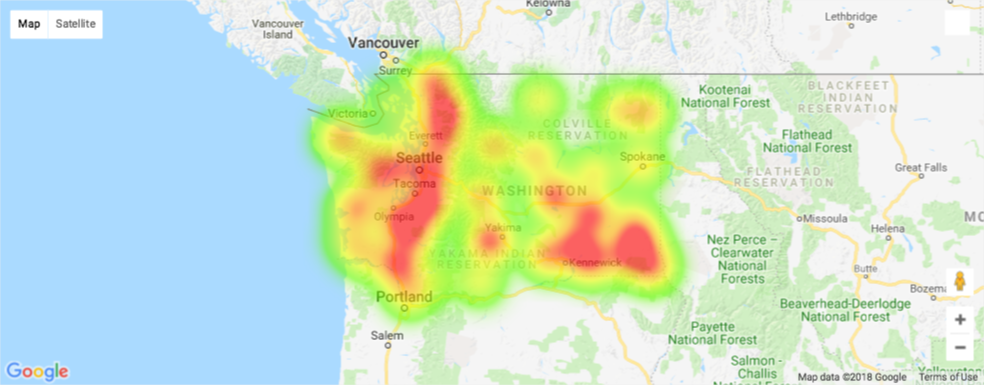 Kelowna
Map
Satellite
Vancouver
Island
Lethbridge
Vancouver
Surrey
Kootenai
National Forest
BLACKFEET
INDIAN
RESERVATION
Victoria
COLVILLE
RESERVATION
Everett
Flathead
National Forest
Seattle
Spokane
Great Falls
FLATHEAD
RESERVATION
Tacoma
WASHINGTON
Olympia
Missoula
MO
Yakima
Helena
Nez Perce –
Clearwater
National
Forests
YAKAMA INDIAN
RESERVATION
Kennewick
Butte
Portland
Bozema
Beaverhead-Deerlodge
National Forest
Salem
Payette
National Forest
Salmon -
Challis
National Forest
Yellowstone
Google
Map data ©2018 Google
Terms of Use